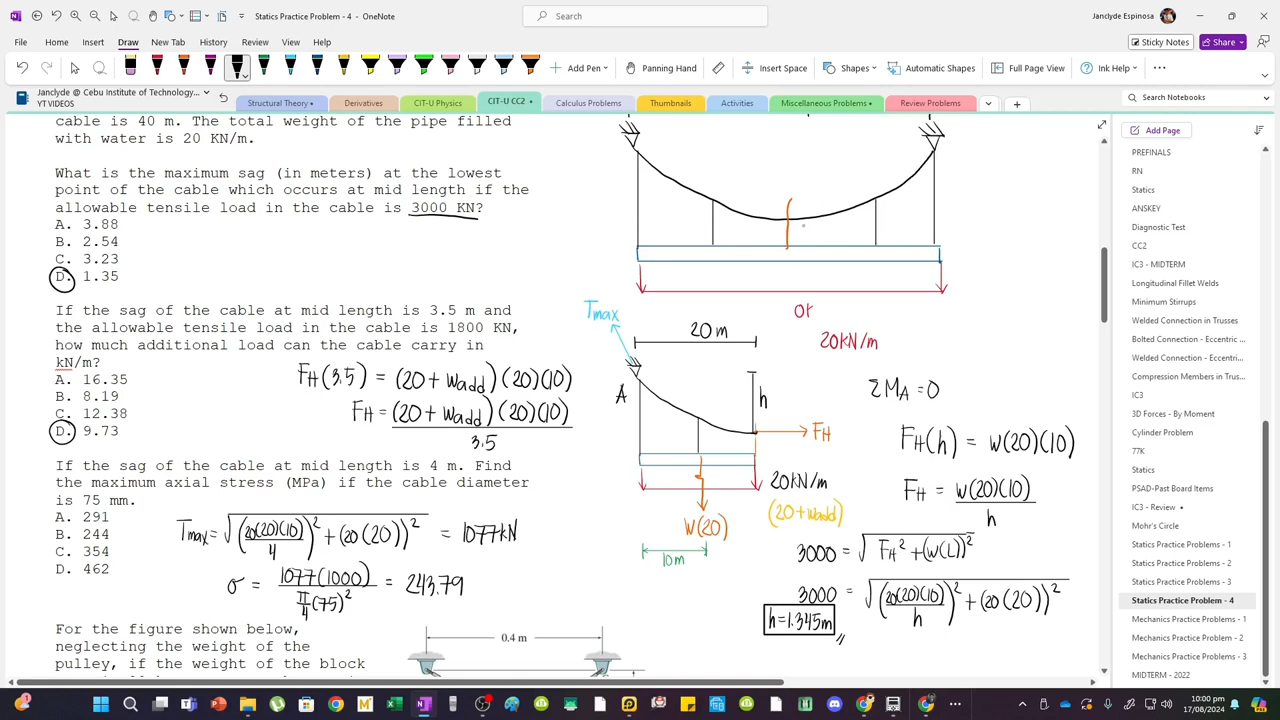 Statics Practice Problem - 4 - OneNote
Search
Janclyde Espinosa
File Home Insert Draw New Tab History Review View Help
Sticky Notes
Share
Add Pen
Panning Hand
Insert Space
Shapes
Automatic Shapes
Full Page View
Ink Help
Janclyde @ Cebu Institute of Technology...
YT VIDEOS
Structural Theory
Derivatives
CIT-U Physics
CIT-U CC2
Calculus Problems
Thumbnails
Activities
Miscellaneous Problems
Review Problems
Search Notebooks
Add Page
cable is 40 m. The total weight of the pipe filled
with water is 20 KN/m.
What is the maximum sag (in meters) at the lowest
point of the cable which occurs at mid length if the
allowable tensile load in the cable is 3000 KN?
A. 3.88
B. 2.54
C. 3.23
D. 1.35
If the sag of the cable at mid length is 3.5 m and
the allowable tensile load in the cable is 1800 KN,
how much additional load can the cable carry in
kN/m?
A. 16.35
B. 8.19
C. 12.38
D. 9.73
FH(3.5) = (20 + Wadd)(20)(10)
FH = (20 + Wadd)(20)(10)
3.5
If the sag of the cable at mid length is 4 m. Find
the maximum axial stress (MPa) if the cable diameter
is 75 mm.
A. 291
B. 244
C. 354
D. 462
Tmax = √((20(20)(10)/4)² + (20(20))²) = 1077KN
σ = 1077(1000) / (π/4 (75)²) = 243.79
For the figure shown below,
neglecting the weight of the
pulley, if the weight of the block
0.4 m
or
20KN/m
Tmax
20 m
A
h
FH
20KN/m
(20 + Wadd)
W(20)
10m
ΣMA = 0
FH(h) = W(20)(10)
FH = W(20)(10)
h
3000 = √(FH² + (W(L))²)
3000 = √((20(20)(10)/h)² + (20(20))²)
h = 1.345m
PREFINALS
RN
Statics
ANSKEY
Diagnostic Test
CC2
IC3 - MIDTERM
Longitudinal Fillet Welds
Minimum Stirrups
Welded Connection in Trusses
Bolted Connection - Eccentric ...
Welded Connection - Eccentric...
Compression Members in Trus...
IC3
3D Forces - By Moment
Cylinder Problem
77K
Statics
PSAD-Past Board Items
IC3 - Review
Mohr's Circle
Statics Practice Problems - 1
Statics Practice Problems - 2
Statics Practice Problems - 3
Statics Practice Problem - 4
Mechanics Practice Problems - 1
Mechanics Practice Problem - 2
Mechanics Practice Problems - 3
MIDTERM - 2022
10:00 pm
17/08/2024